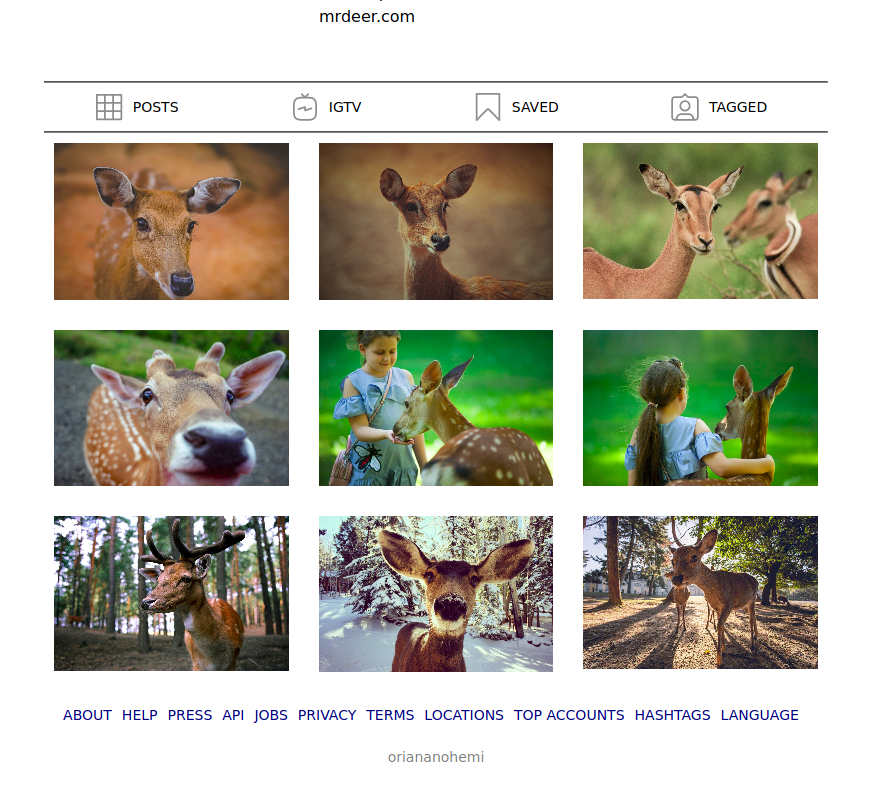 mrdeer.com
POSTS IGTV SAVED TAGGED
ABOUT HELP PRESS API JOBS PRIVACY TERMS LOCATIONS TOP ACCOUNTS HASHTAGS LANGUAGE
oriananohemi